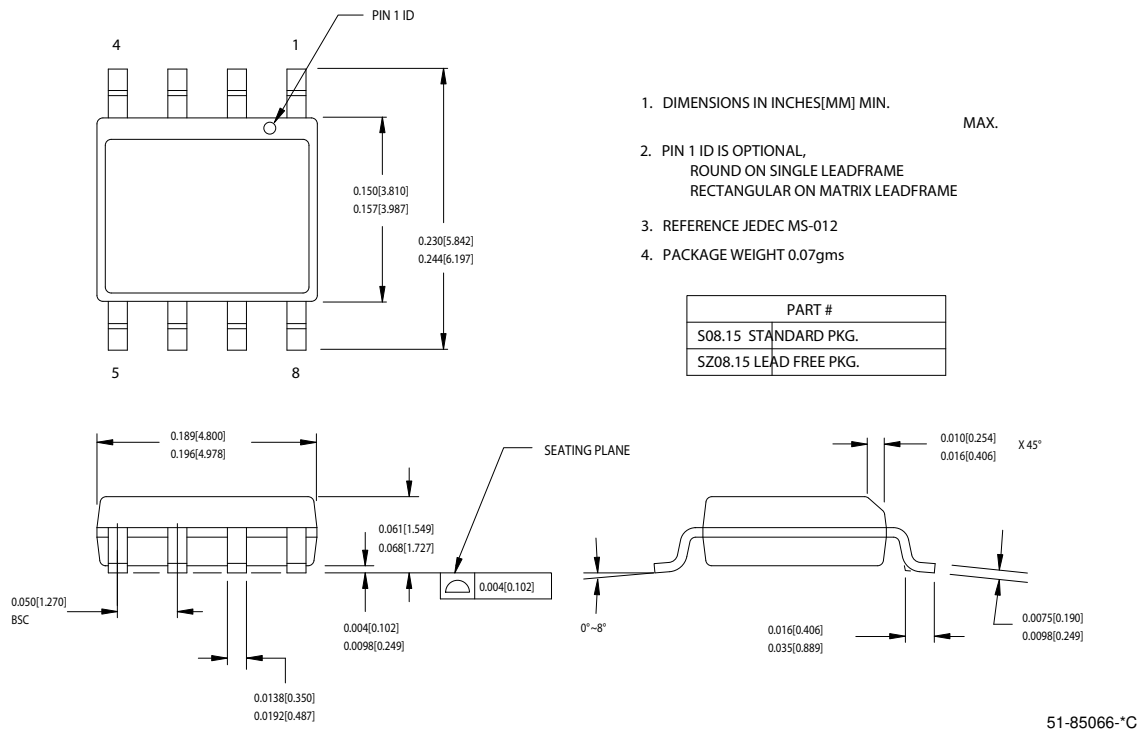 PIN 1 ID
4
1
1. DIMENSIONS IN INCHES[MM] MIN.
MAX.
2. PIN 1 ID IS OPTIONAL,
ROUND ON SINGLE LEADFRAME
RECTANGULAR ON MATRIX LEADFRAME
0.150[3.810]
0.157[3.987]
3. REFERENCE JEDEC MS-012
0.230[5.842]
0.244[6.197]
4. PACKAGE WEIGHT 0.07gms
PART #
S08.15 STANDARD PKG.
SZ08.15 LEAD FREE PKG.
5
8
0.189[4.800]
0.196[4.978]
SEATING PLANE
0.010[0.254]
0.016[0.406]
X 45°
0.061[1.549]
0.068[1.727]
0.004[0.102]
0.050[1.270]
BSC
0.004[0.102]
0.0098[0.249]
0°~8°
0.016[0.406]
0.035[0.889]
0.0075[0.190]
0.0098[0.249]
0.0138[0.350]
0.0192[0.487]
51-85066-*C